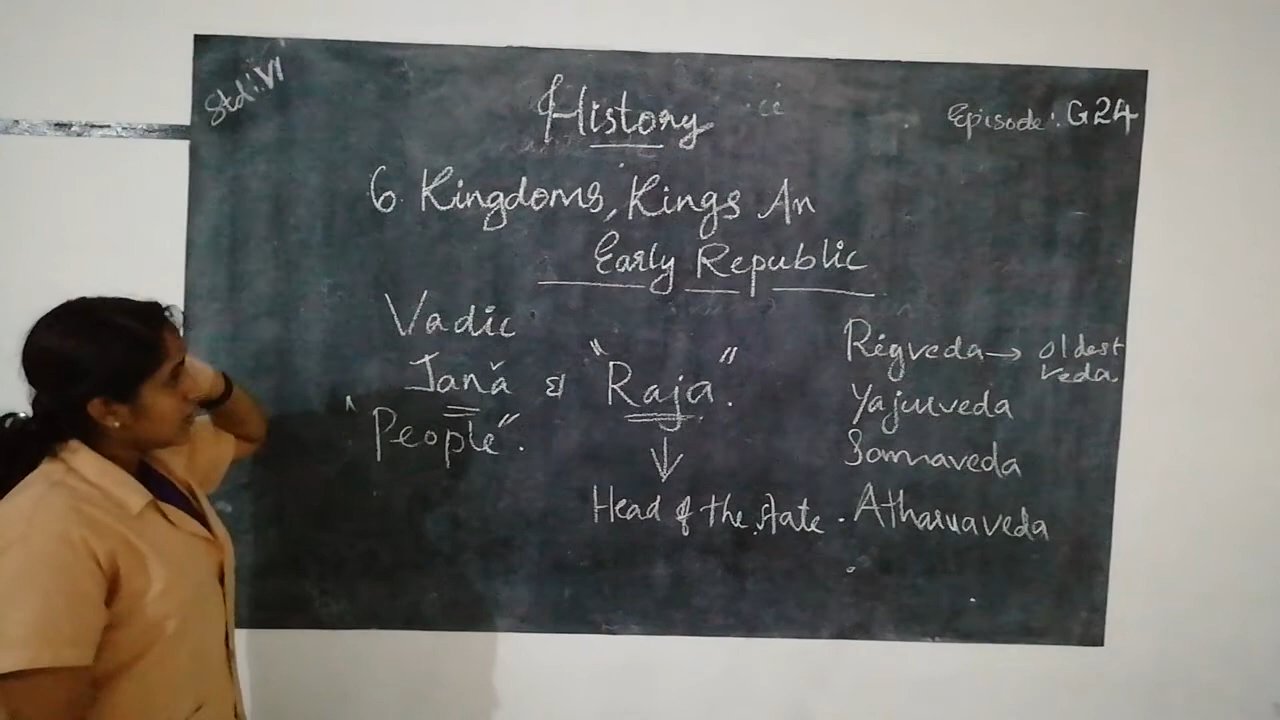 Std: VI
History
Episode: G24
6 Kingdoms, Kings An
Early Republic
Vadic
Jană & "Raja".
"People".
↓
Head of the state.
Rigveda → oldest
veda
Yajurveda
Samaveda
Atharvaveda